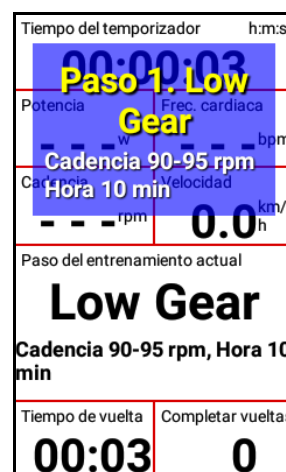 Tiempo del temporizador h:m:s
00:00:03
Paso 1. Low
Gear
Potencia Frec. cardiaca
- - - w - - - bpm
Cadencia 90-95 rpm
Hora 10 min
Cadencia Velocidad
- - - rpm 0.0 km/h
Paso del entrenamiento actual
Low Gear
Cadencia 90-95 rpm, Hora 10
min
Tiempo de vuelta Completar vueltas
00:03 0